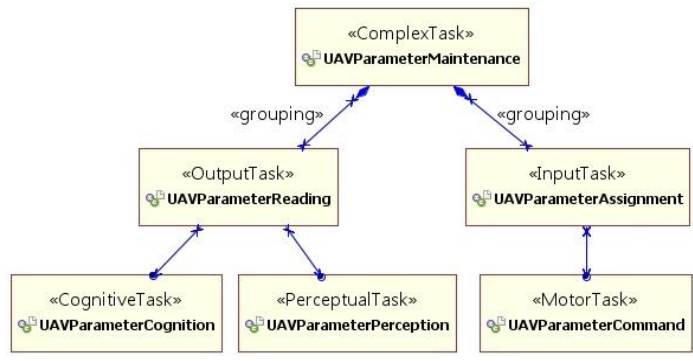 «ComplexTask»
UAVParameterMaintenance
«grouping»
«grouping»
«OutputTask»
UAVParameterReading
«InputTask»
UAVParameterAssignment
«CognitiveTask»
UAVParameterCognition
«PerceptualTask»
UAVParameterPerception
«MotorTask»
UAVParameterCommand